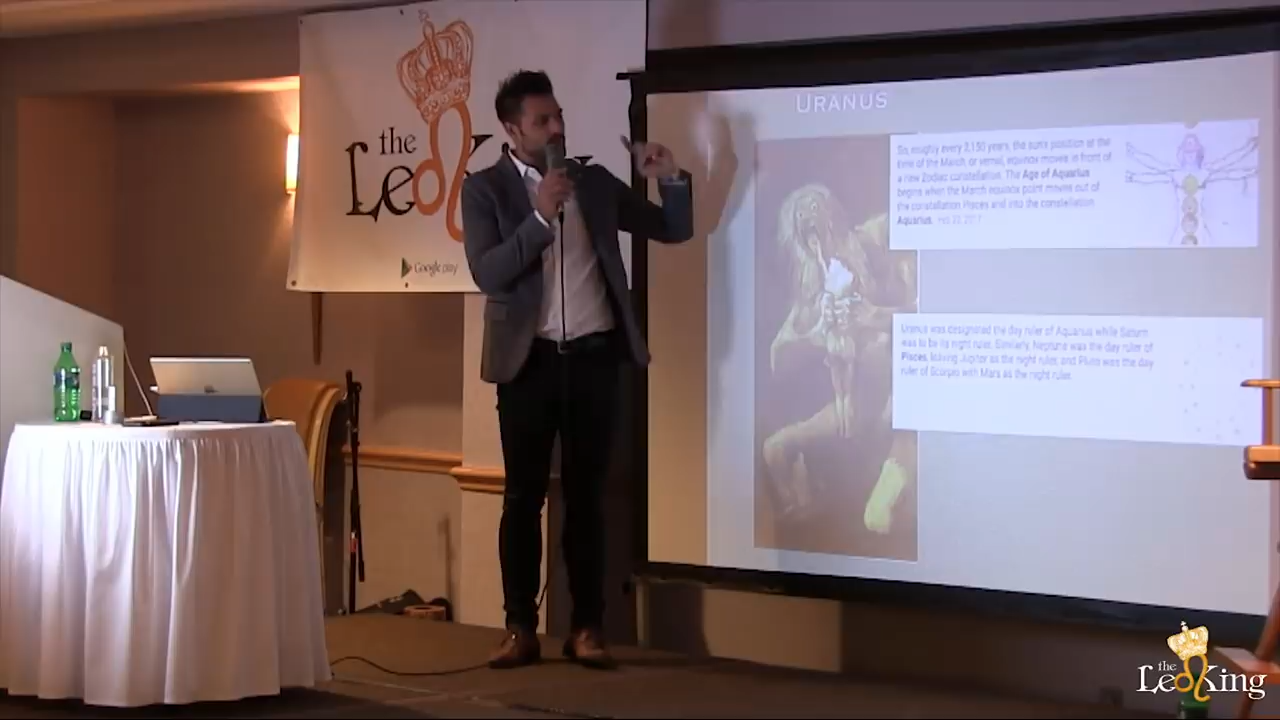 URANUS
So, roughly every 2,150 years, the sun's position at the
time of the March or vernal, equinox moves in front of
a new Zodiac constellation. The Age of Aquarius
begins when the March equinox point moves out of
the constellation Pisces and into the constellation
Aquarius.
Uranus was designated the day ruler of Aquarius while Saturn
was to be its night ruler. Similarly, Neptune was the day ruler of
Pisces, leaving Jupiter as the night ruler, and Pluto was the day
ruler of Scorpio with Mars as the night ruler.
the
Leo
Google play
the
LeoKing